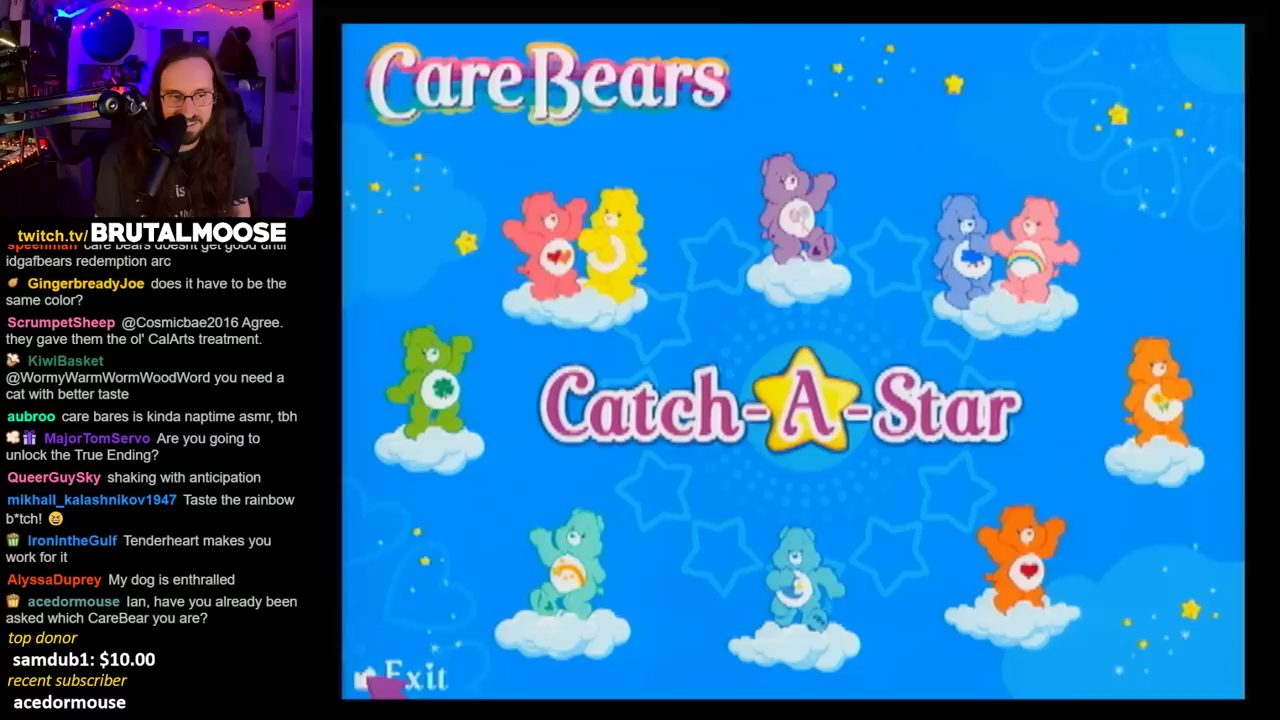 twitch.tv/BRUTALMOOSE
speenman care bears doesnt get good until
idgafbears redemption arc
GingerbreadyJoe does it have to be the
same color?
ScrumpetSheep @Cosmicbae2016 Agree.
they gave them the ol' CalArts treatment.
KiwiBasket
@WormyWarmWormWoodWord you need a
cat with better taste
aubroo care bares is kinda naptime asmr, tbh
MajorTomServo Are you going to
unlock the True Ending?
QueerGuySky shaking with anticipation
mikhail_kalashnikov1947 Taste the rainbow
b*tch!
IronintheGulf Tenderheart makes you
work for it
AlyssaDuprey My dog is enthralled
acedormouse Ian, have you already been
asked which CareBear you are?
top donor
samdub1: $10.00
recent subscriber
acedormouse
Care Bears
Catch-A-Star
Exit